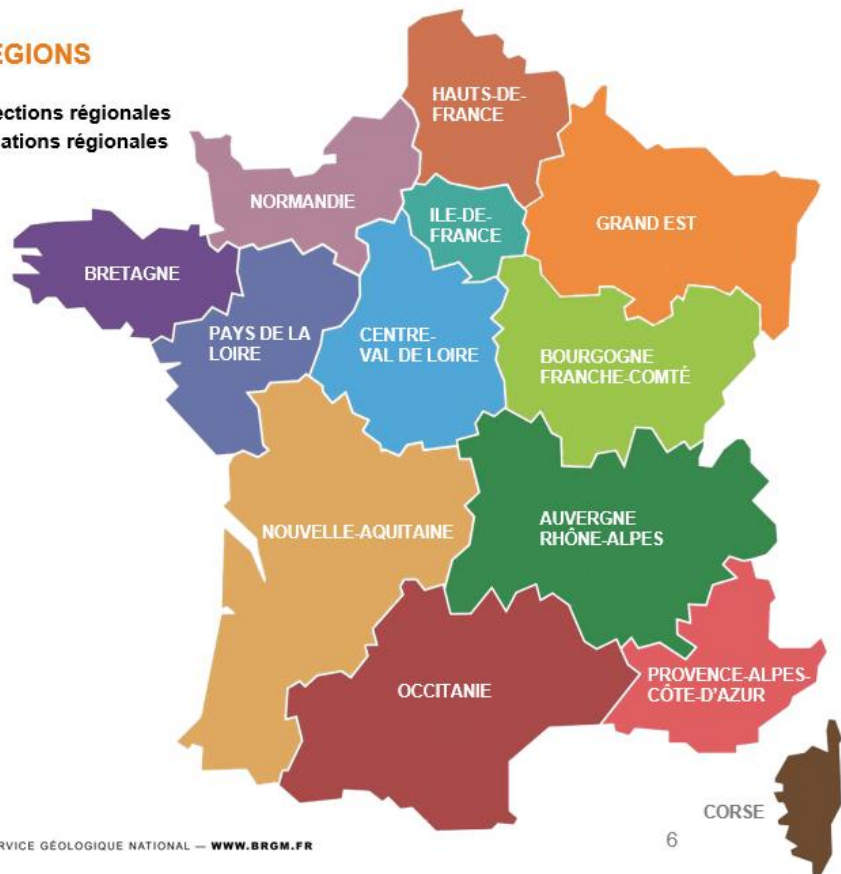 EGIONS
ections régionales
ations régionales
HAUTS-DE-
FRANCE
NORMANDIE
ILE-DE-
FRANCE
GRAND EST
BRETAGNE
PAYS DE LA
LOIRE
CENTRE-
VAL DE LOIRE
BOURGOGNE
FRANCHE-COMTÉ
NOUVELLE-AQUITAINE
AUVERGNE
RHÔNE-ALPES
OCCITANIE
PROVENCE-ALPES-
CÔTE-D'AZUR
CORSE
RVICE GÉOLOGIQUE NATIONAL — WWW.BRGM.FR
6